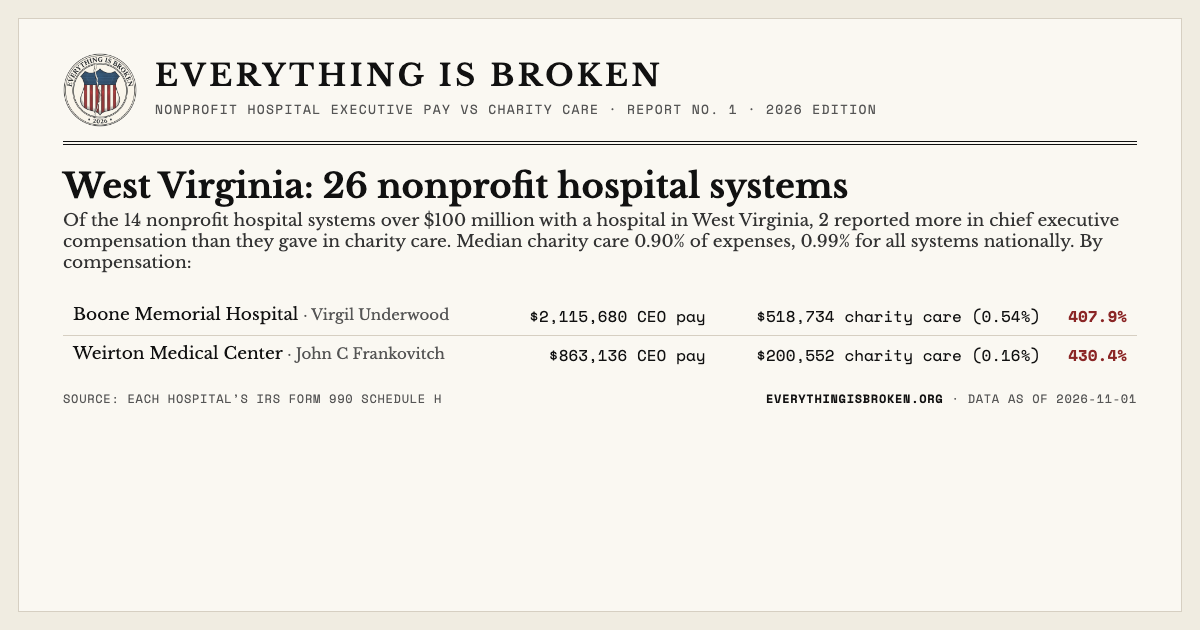 EVERYTHING IS BROKEN
· 2026 ·
EVERYTHING IS BROKEN
NONPROFIT HOSPITAL EXECUTIVE PAY VS CHARITY CARE · REPORT NO. 1 · 2026 EDITION
West Virginia: 26 nonprofit hospital systems
Of the 14 nonprofit hospital systems over $100 million with a hospital in West Virginia, 2 reported more in chief executive
compensation than they gave in charity care. Median charity care 0.90% of expenses, 0.99% for all systems nationally. By
compensation:
Boone Memorial Hospital · Virgil Underwood $2,115,680 CEO pay $518,734 charity care (0.54%) 407.9%
Weirton Medical Center · John C Frankovitch $863,136 CEO pay $200,552 charity care (0.16%) 430.4%
SOURCE: EACH HOSPITAL’S IRS FORM 990 SCHEDULE H EVERYTHINGISBROKEN.ORG · DATA AS OF 2026-11-01